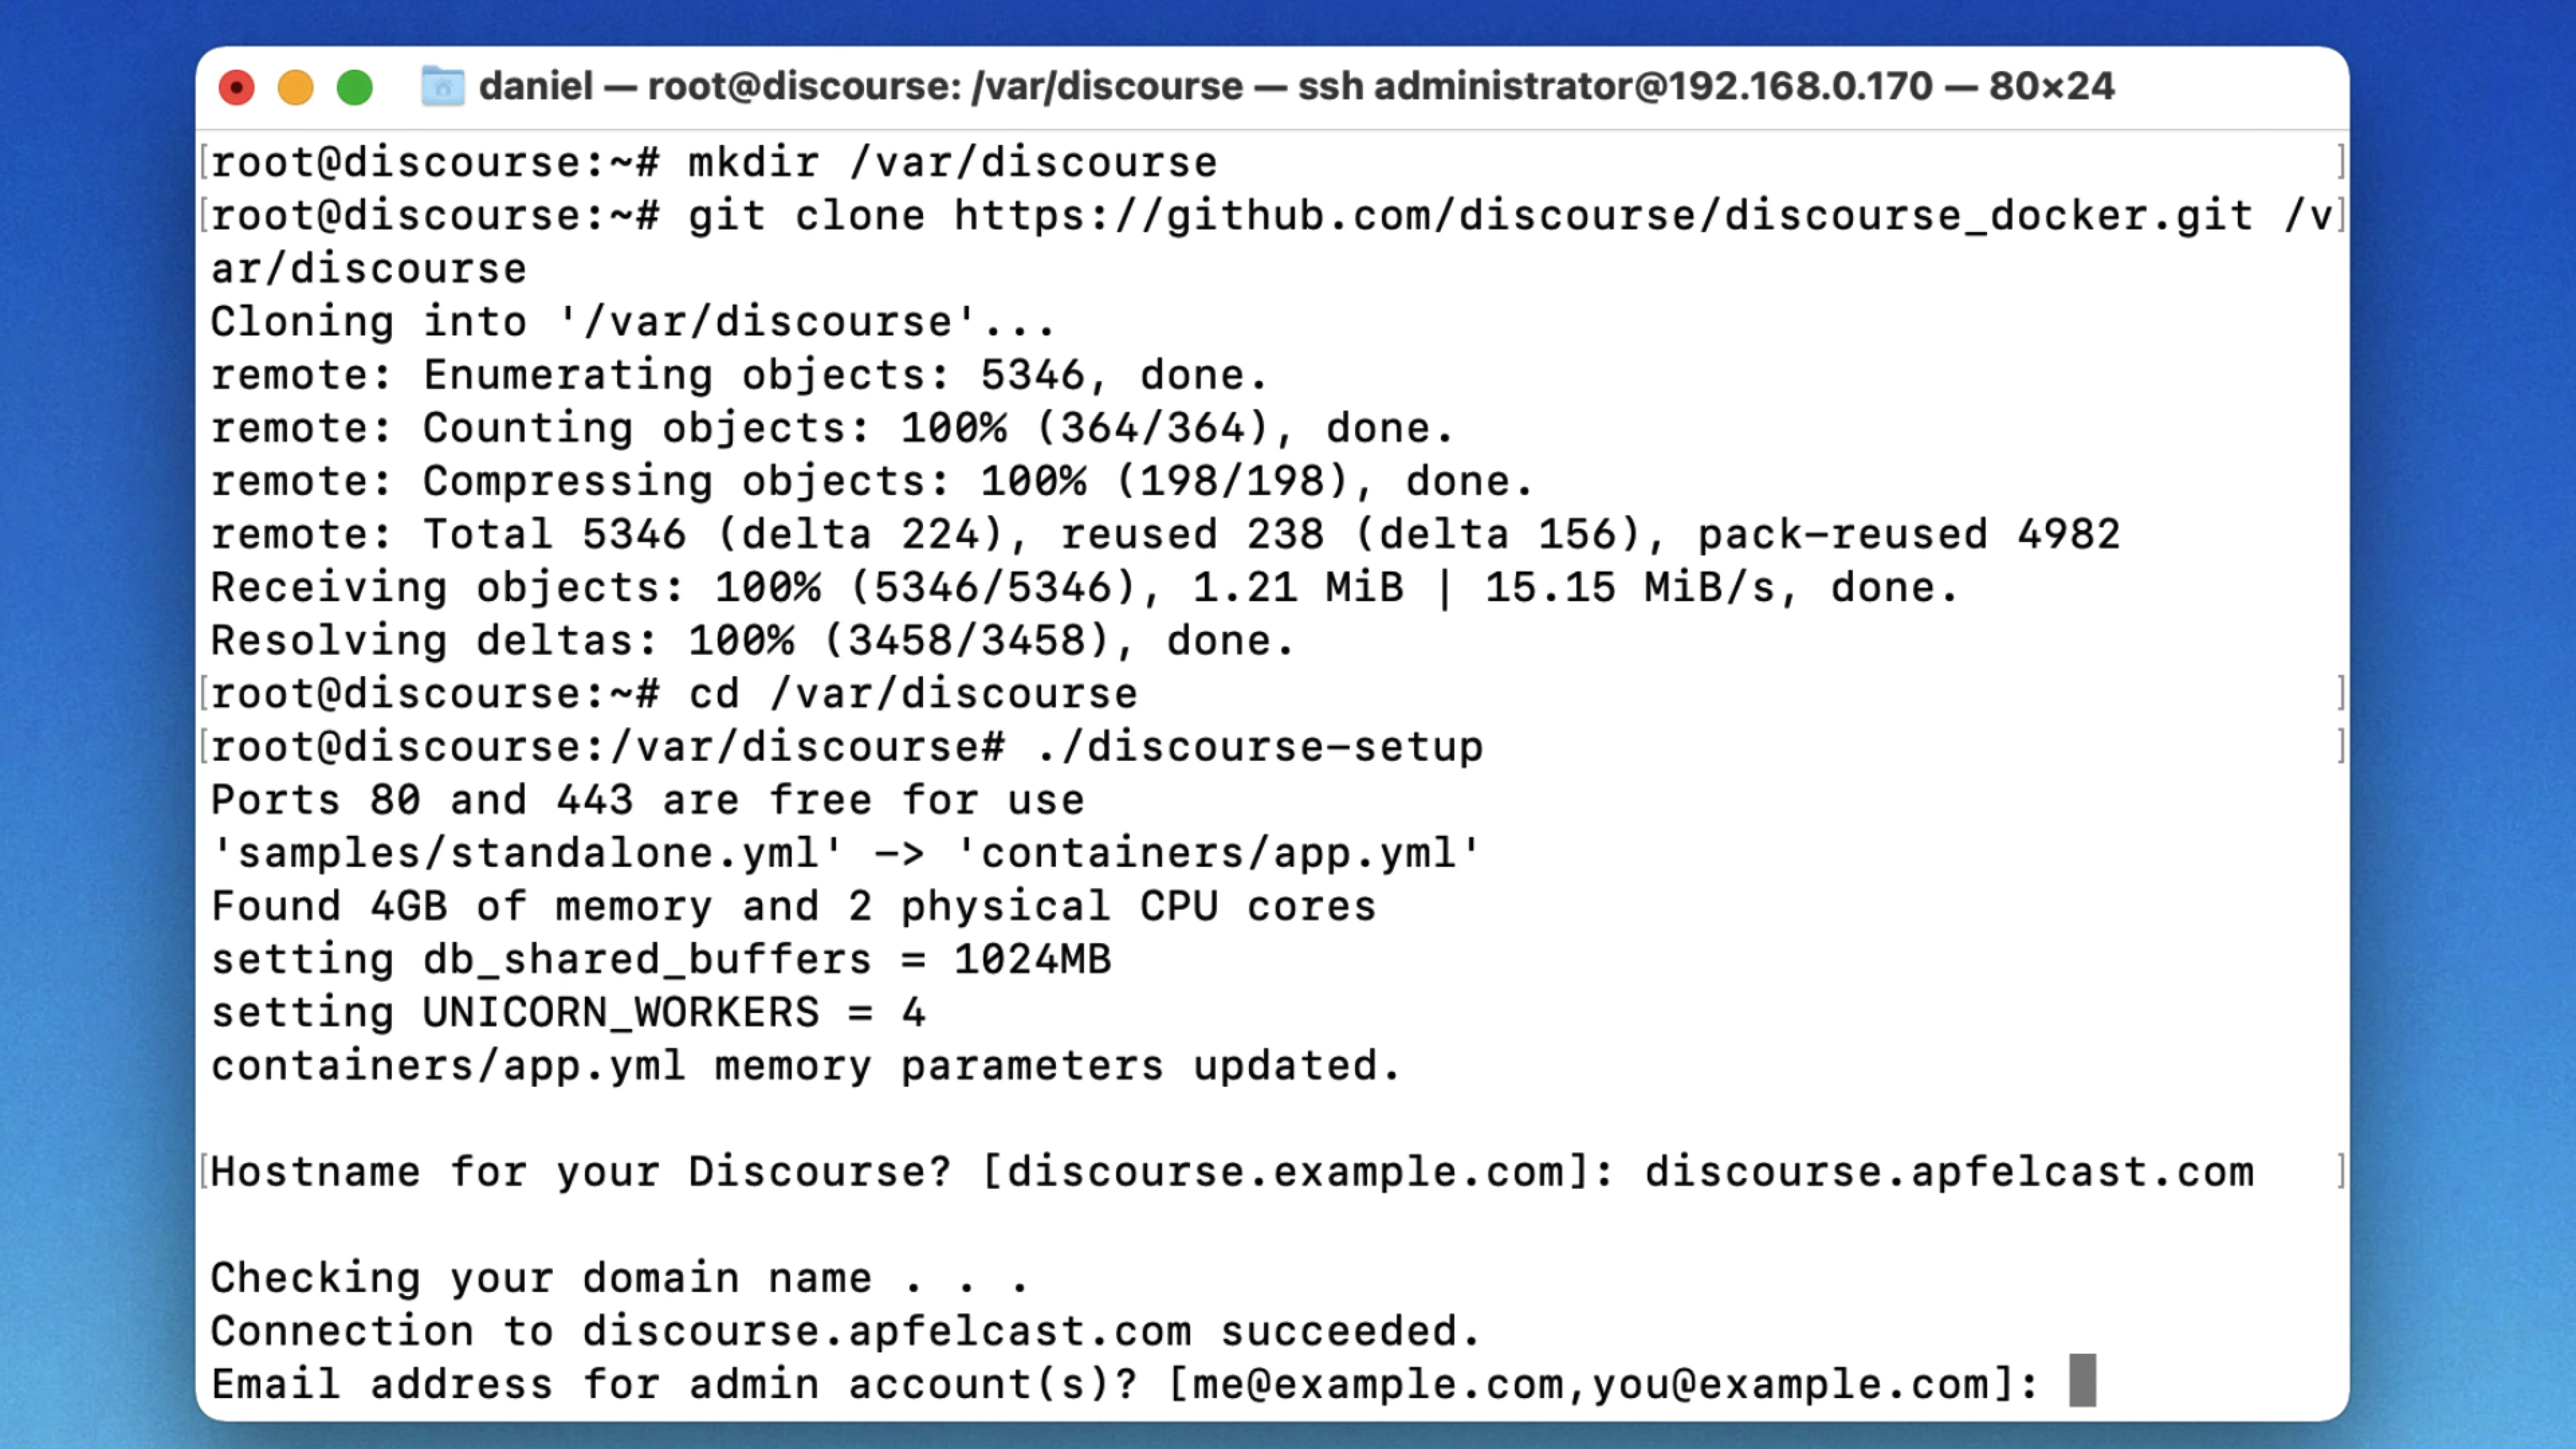 daniel — root@discourse: /var/discourse — ssh administrator@192.168.0.170 — 80×24
[root@discourse:~# mkdir /var/discourse ]
[root@discourse:~# git clone https://github.com/discourse/discourse_docker.git /v]
ar/discourse
Cloning into '/var/discourse'...
remote: Enumerating objects: 5346, done.
remote: Counting objects: 100% (364/364), done.
remote: Compressing objects: 100% (198/198), done.
remote: Total 5346 (delta 224), reused 238 (delta 156), pack-reused 4982
Receiving objects: 100% (5346/5346), 1.21 MiB | 15.15 MiB/s, done.
Resolving deltas: 100% (3458/3458), done.
[root@discourse:~# cd /var/discourse ]
[root@discourse:/var/discourse# ./discourse-setup ]
Ports 80 and 443 are free for use
'samples/standalone.yml' -> 'containers/app.yml'
Found 4GB of memory and 2 physical CPU cores
setting db_shared_buffers = 1024MB
setting UNICORN_WORKERS = 4
containers/app.yml memory parameters updated.
[Hostname for your Discourse? [discourse.example.com]: discourse.apfelcast.com ]
Checking your domain name . . .
Connection to discourse.apfelcast.com succeeded.
Email address for admin account(s)? [me@example.com,you@example.com]: